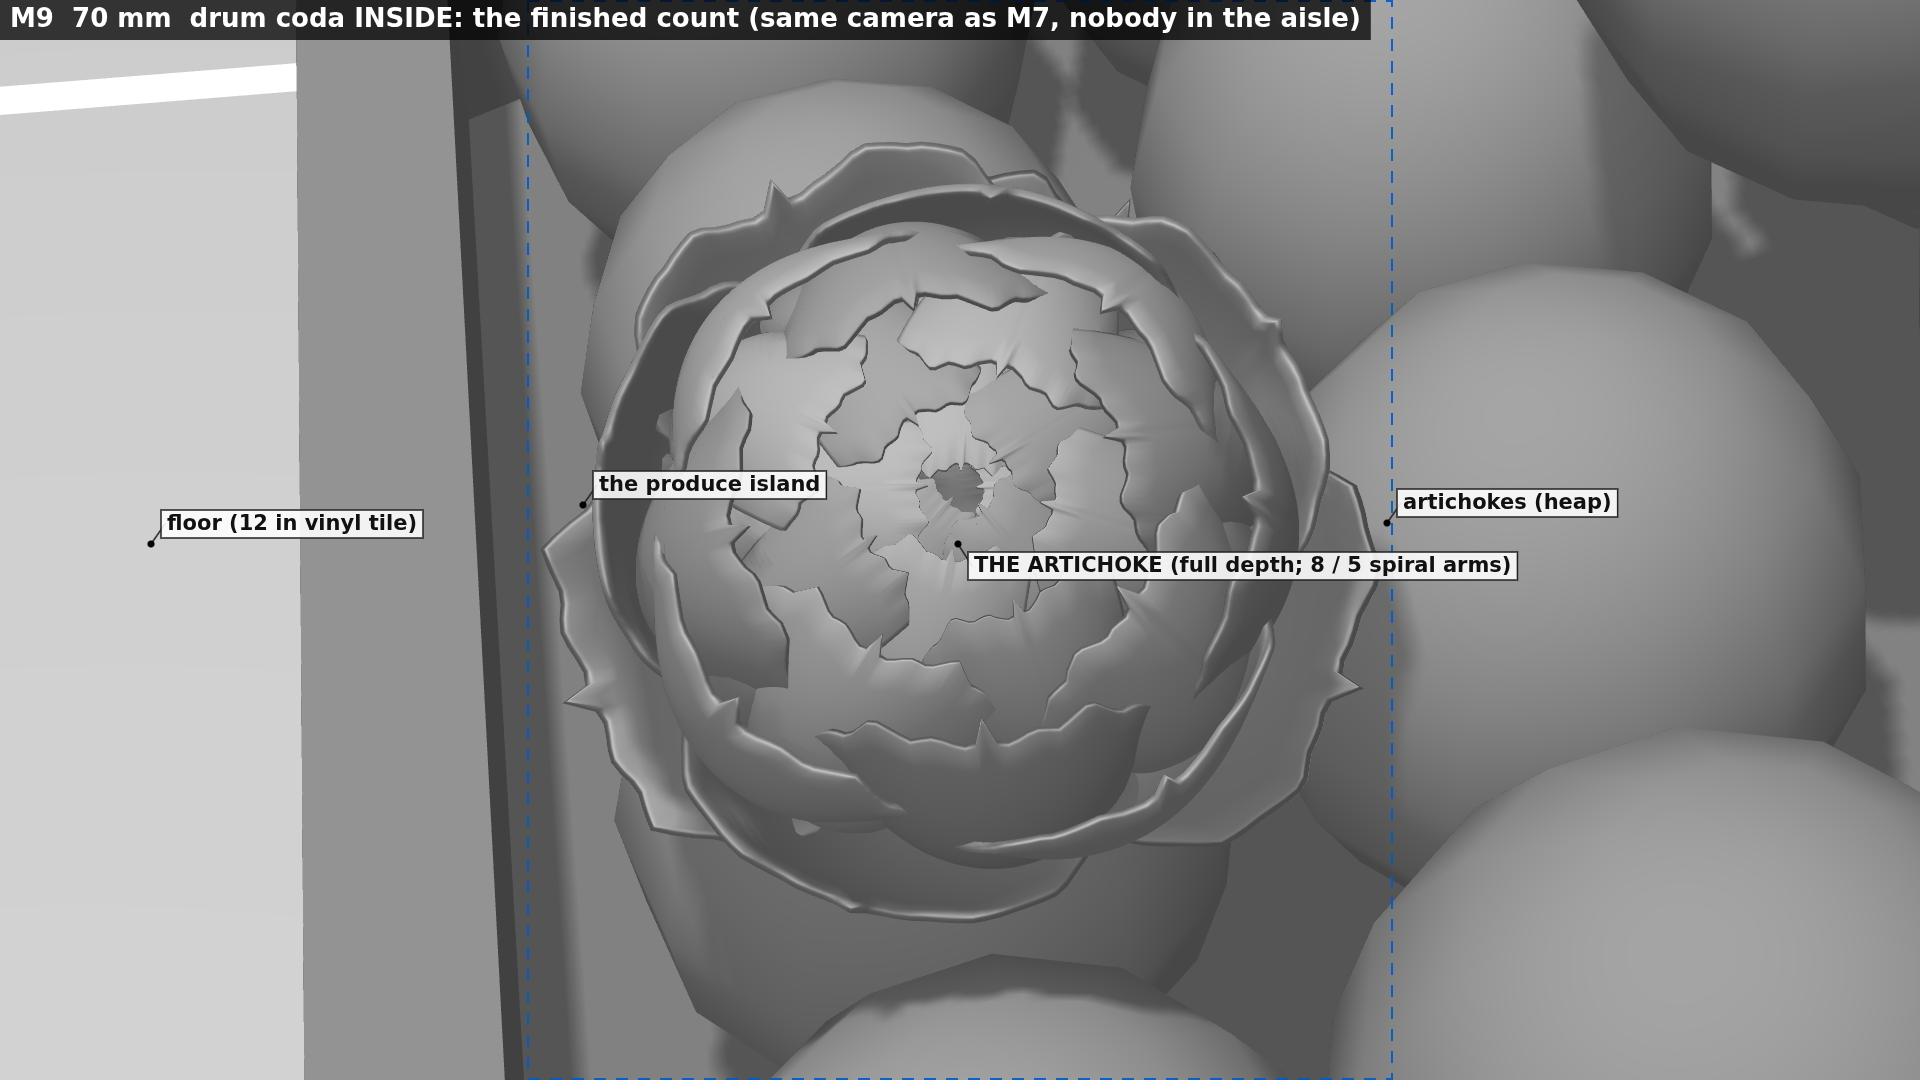 M9  70 mm  drum coda INSIDE: the finished count (same camera as M7, nobody in the aisle)
the produce island
artichokes (heap)
floor (12 in vinyl tile)
THE ARTICHOKE (full depth; 8 / 5 spiral arms)